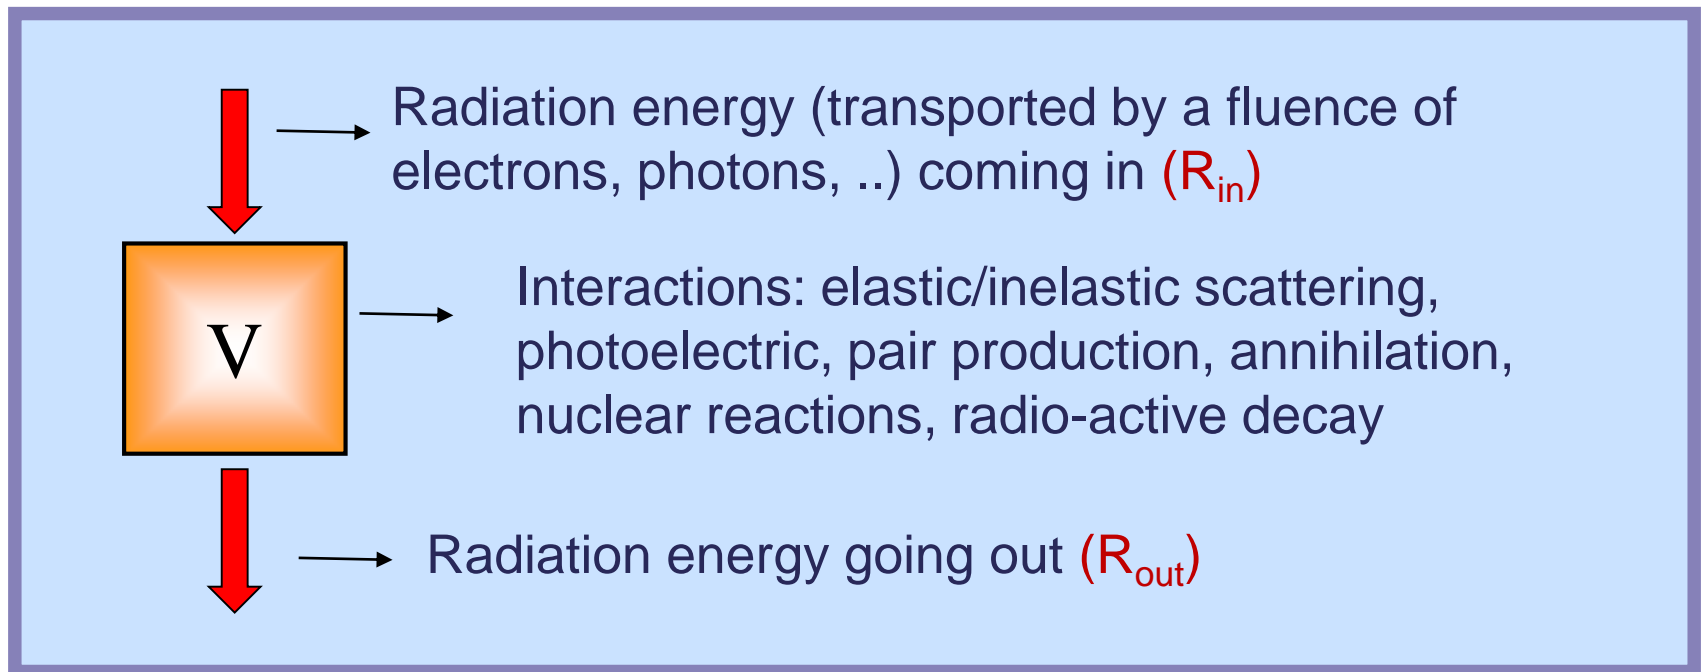 Radiation energy (transported by a fluence of
electrons, photons, ..) coming in (Rin)
Interactions: elastic/inelastic scattering,
V
photoelectric, pair production, annihilation,
nuclear reactions, radio-active decay
Radiation energy going out (Rout)